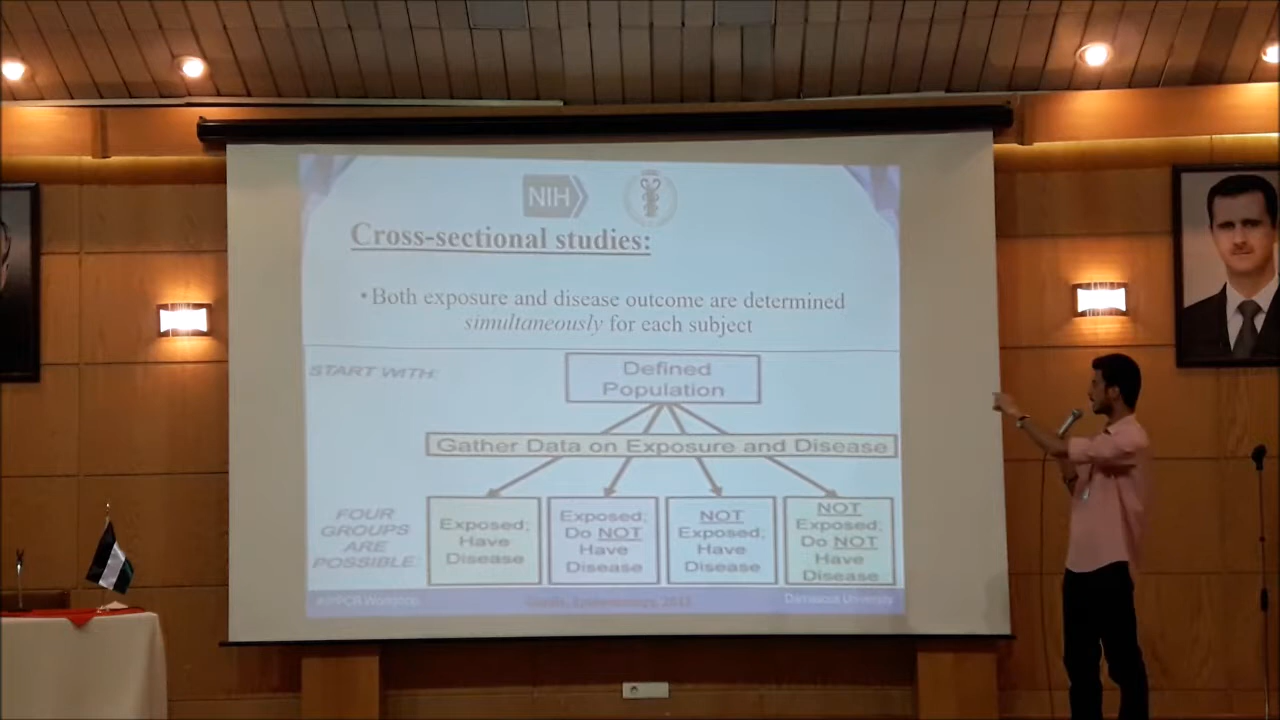 NIH
Cross-sectional studies:
• Both exposure and disease outcome are determined
simultaneously for each subject
START WITH:
Defined
Population
Gather Data on Exposure and Disease
FOUR
GROUPS
ARE
POSSIBLE:
Exposed;
Have
Disease
Exposed;
Do NOT
Have
Disease
NOT
Exposed;
Have
Disease
NOT
Exposed;
Do NOT
Have
Disease
Workshop
Epidemiology,
Damascus University